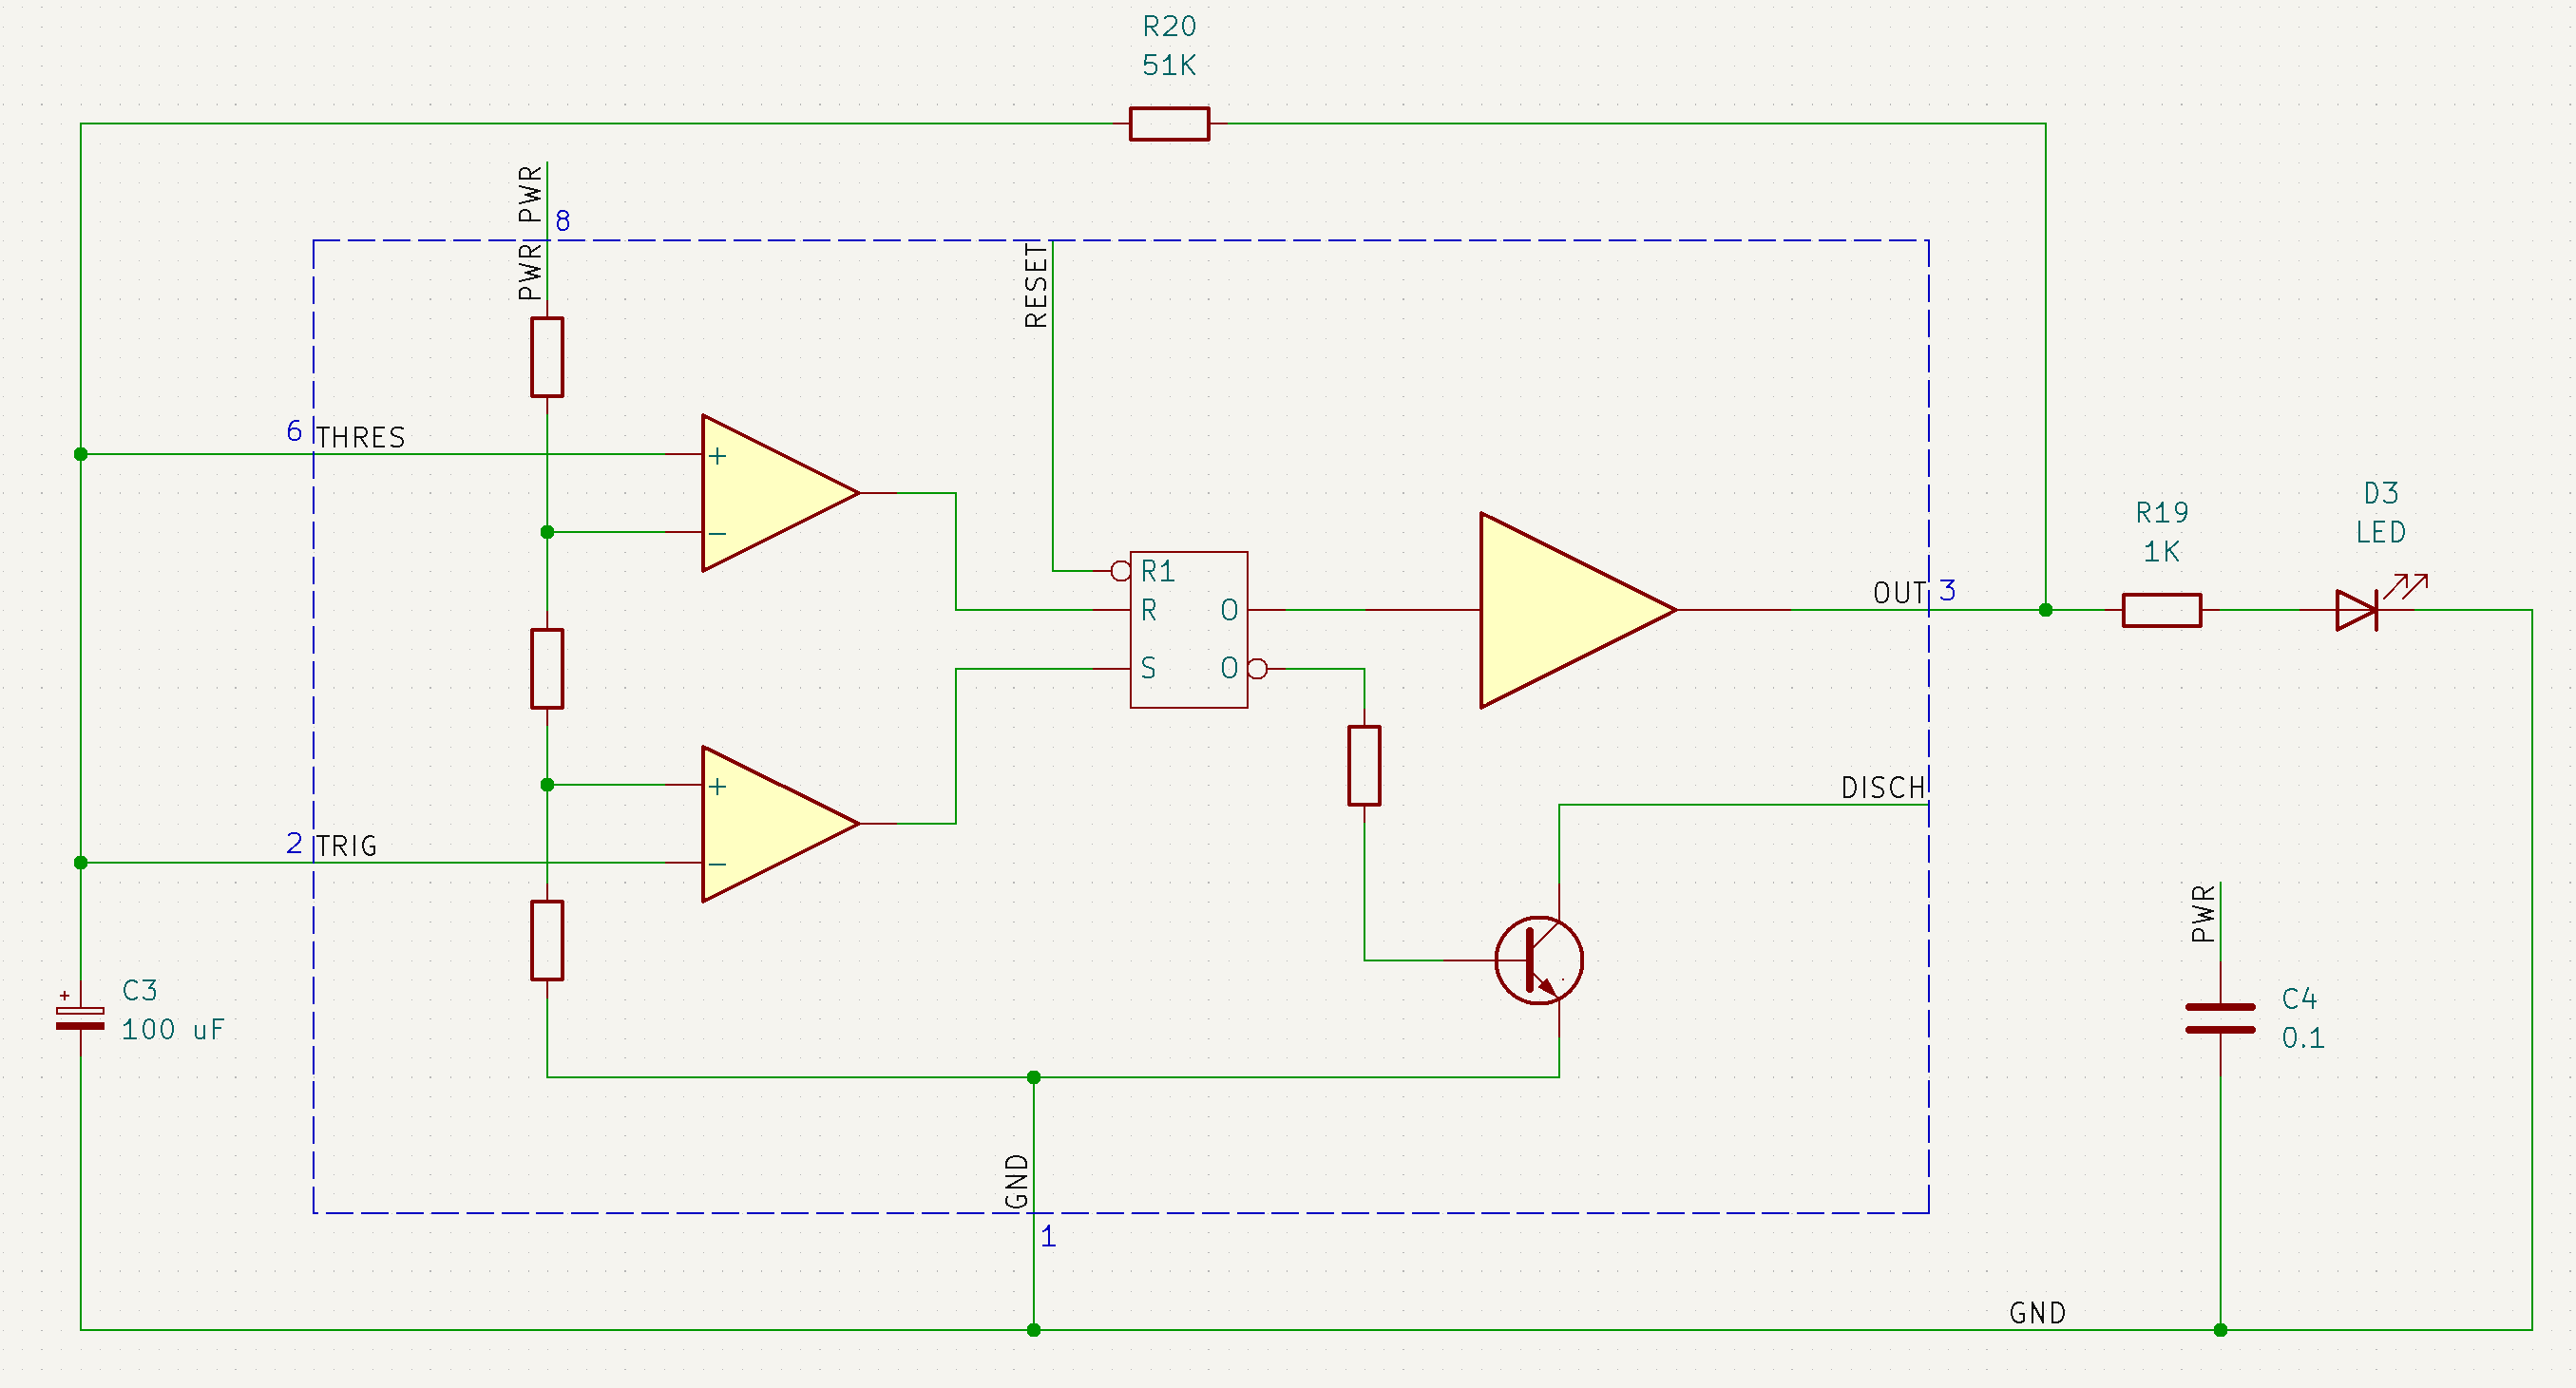 R20
51K
PWR
8
PWR
RESET
6
THRES
+
−
R1
R
S
O
O
OUT
3
R19
1K
D3
LED
+
−
2
TRIG
DISCH
PWR
+
C3
100 uF
C4
0.1
GND
1
GND